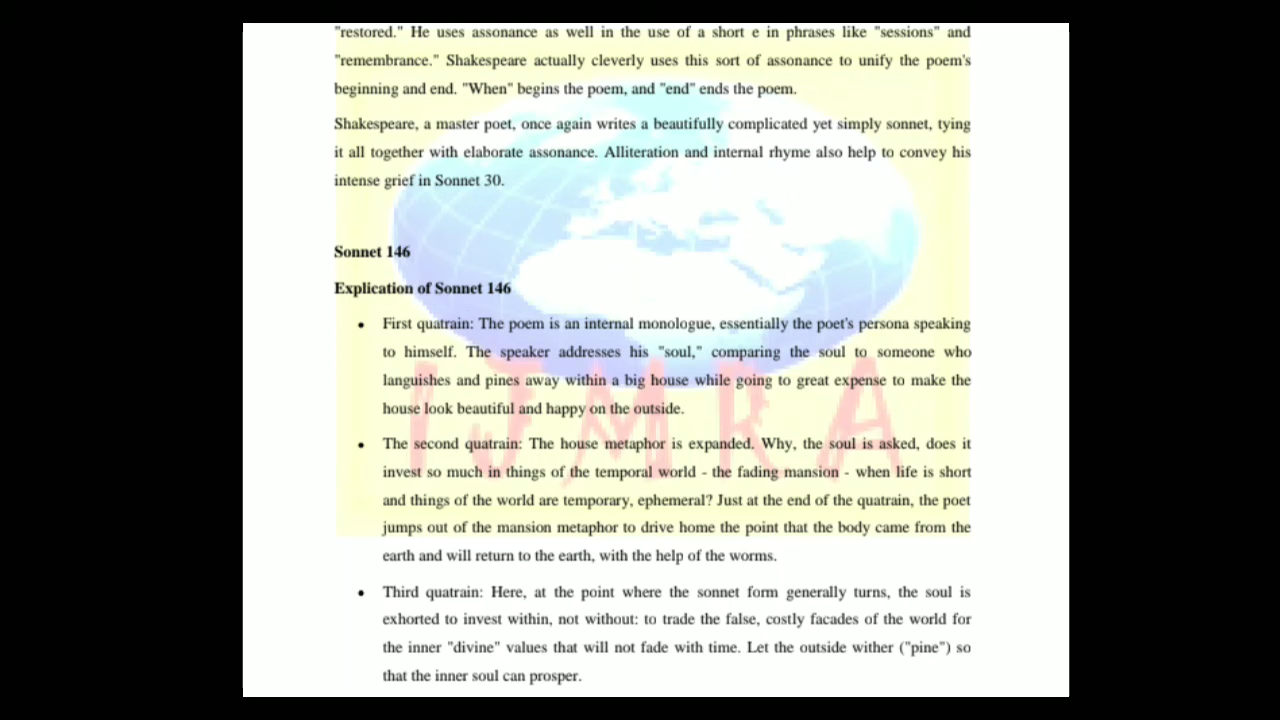 "restored." He uses assonance as well in the use of a short e in phrases like "sessions" and
"remembrance." Shakespeare actually cleverly uses this sort of assonance to unify the poem's
beginning and end. "When" begins the poem, and "end" ends the poem.
Shakespeare, a master poet, once again writes a beautifully complicated yet simply sonnet, tying
it all together with elaborate assonance. Alliteration and internal rhyme also help to convey his
intense grief in Sonnet 30.
Sonnet 146
Explication of Sonnet 146
• First quatrain: The poem is an internal monologue, essentially the poet's persona speaking
to himself. The speaker addresses his "soul," comparing the soul to someone who
languishes and pines away within a big house while going to great expense to make the
house look beautiful and happy on the outside.
• The second quatrain: The house metaphor is expanded. Why, the soul is asked, does it
invest so much in things of the temporal world - the fading mansion - when life is short
and things of the world are temporary, ephemeral? Just at the end of the quatrain, the poet
jumps out of the mansion metaphor to drive home the point that the body came from the
earth and will return to the earth, with the help of the worms.
• Third quatrain: Here, at the point where the sonnet form generally turns, the soul is
exhorted to invest within, not without: to trade the false, costly facades of the world for
the inner "divine" values that will not fade with time. Let the outside wither ("pine") so
that the inner soul can prosper.
IJMRA